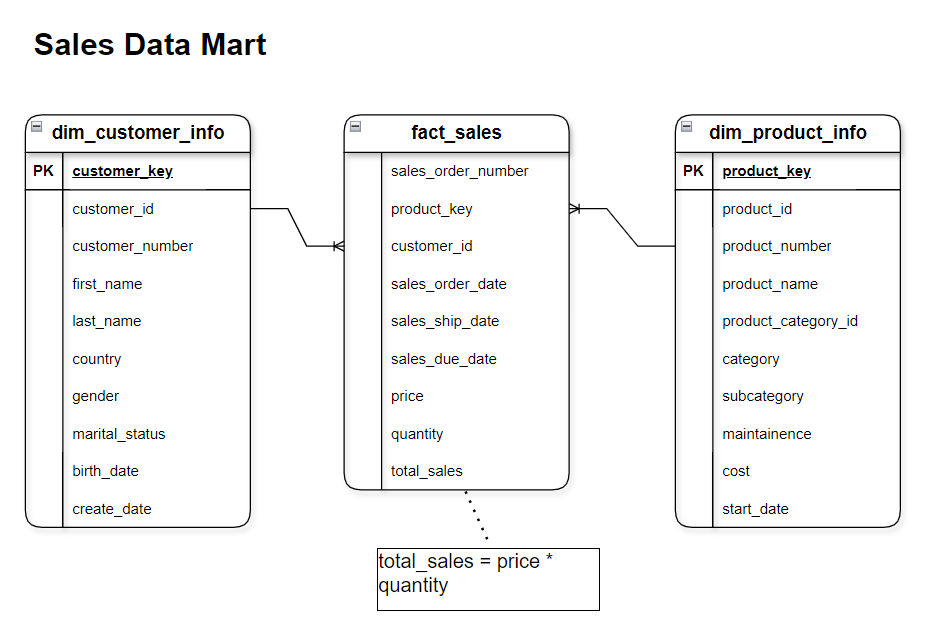 Sales Data Mart
dim_customer_info
PK customer_key
customer_id
customer_number
first_name
last_name
country
gender
marital_status
birth_date
create_date
fact_sales
sales_order_number
product_key
customer_id
sales_order_date
sales_ship_date
sales_due_date
price
quantity
total_sales
total_sales = price *
quantity
dim_product_info
PK product_key
product_id
product_number
product_name
product_category_id
category
subcategory
maintainence
cost
start_date